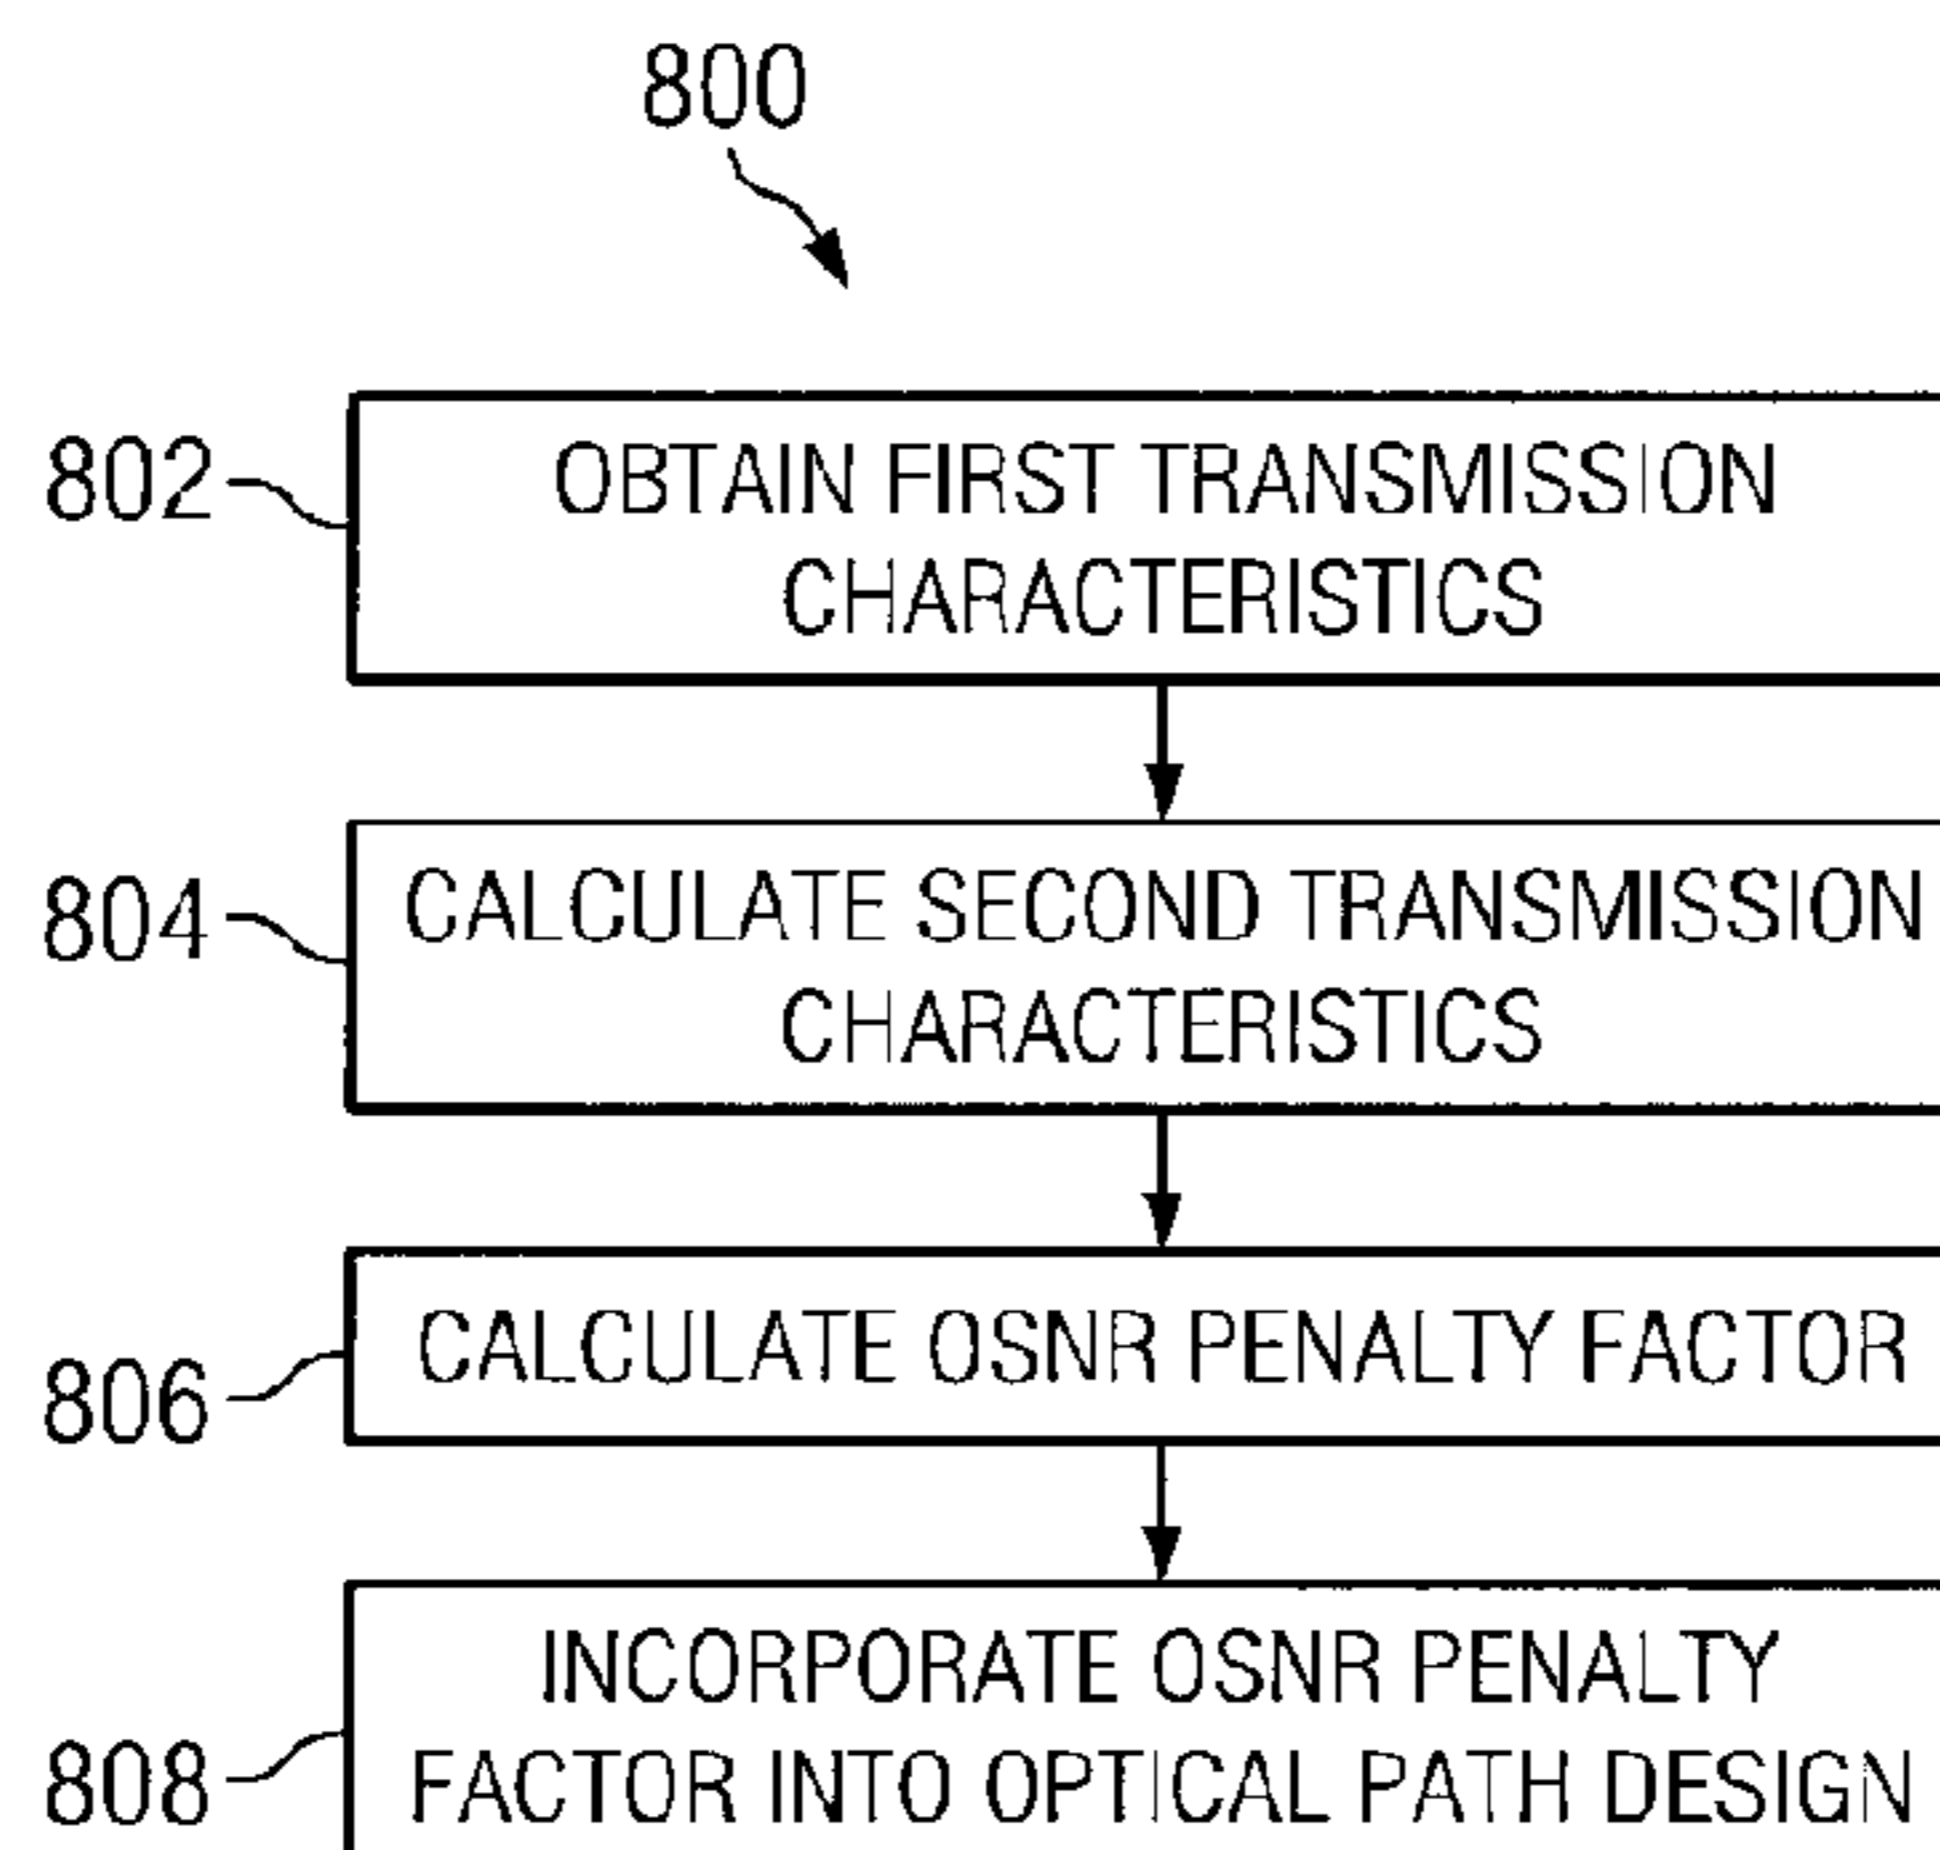 800
802
OBTAIN FIRST TRANSMISSION
CHARACTERISTICS
804
CALCULATE SECOND TRANSMISSION
CHARACTERISTICS
806
CALCULATE OSNR PENALTY FACTOR
808
INCORPORATE OSNR PENALTY
FACTOR INTO OPTICAL PATH DESIGN